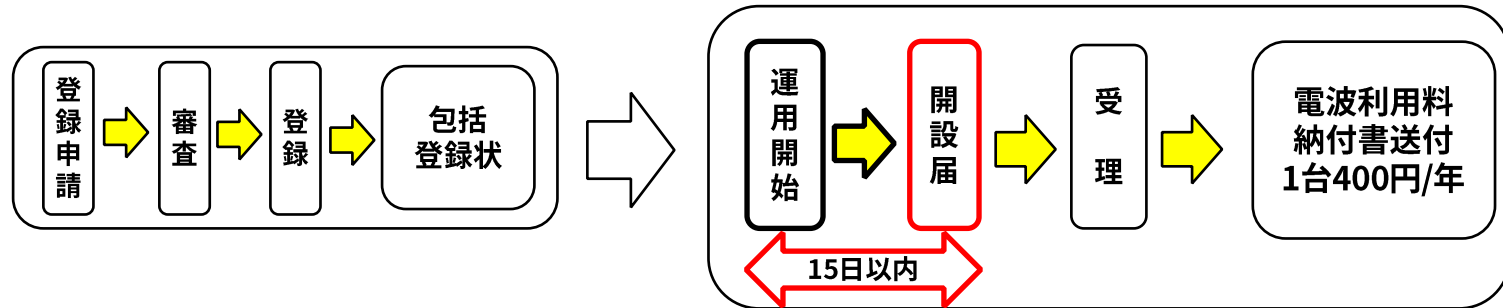 登録申請
審査
登録
包括
登録状
運用開始
開設届
受理
電波利用料
納付書送付
1台400円/年
15日以内